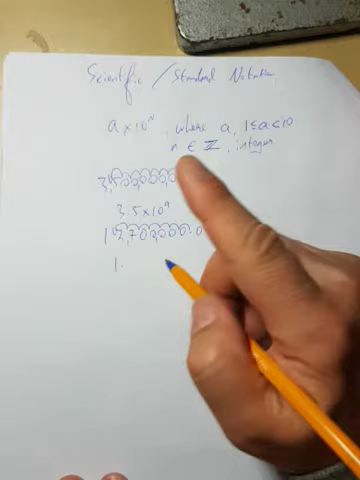 Scientific / Standard Notation
a × 10ⁿ , where a, 1 ≤ a < 10
n ∈ ℤ, integer
3.5 × 10⁹
1.